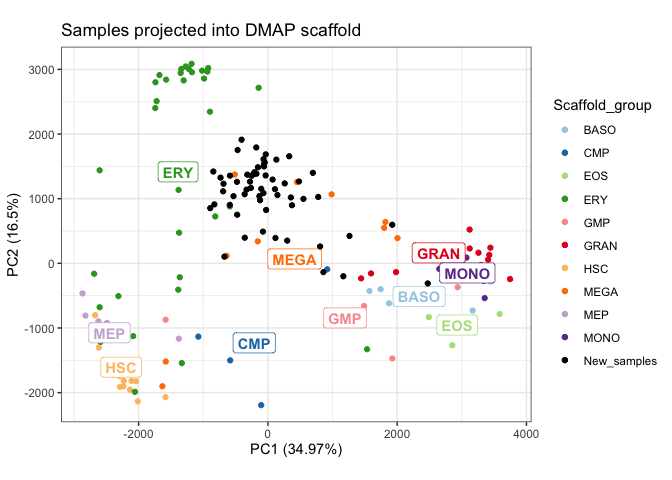 Samples projected into DMAP scaffold
PC2 (16.5%)
3000
2000
1000
0
-1000
-2000
ERY
GRAN
MEGA
MONO
BASO
GMP
EOS
MEP
CMP
HSC
-2000
0
2000
4000
PC1 (34.97%)
Scaffold_group
BASO
CMP
EOS
ERY
GMP
GRAN
HSC
MEGA
MEP
MONO
New_samples